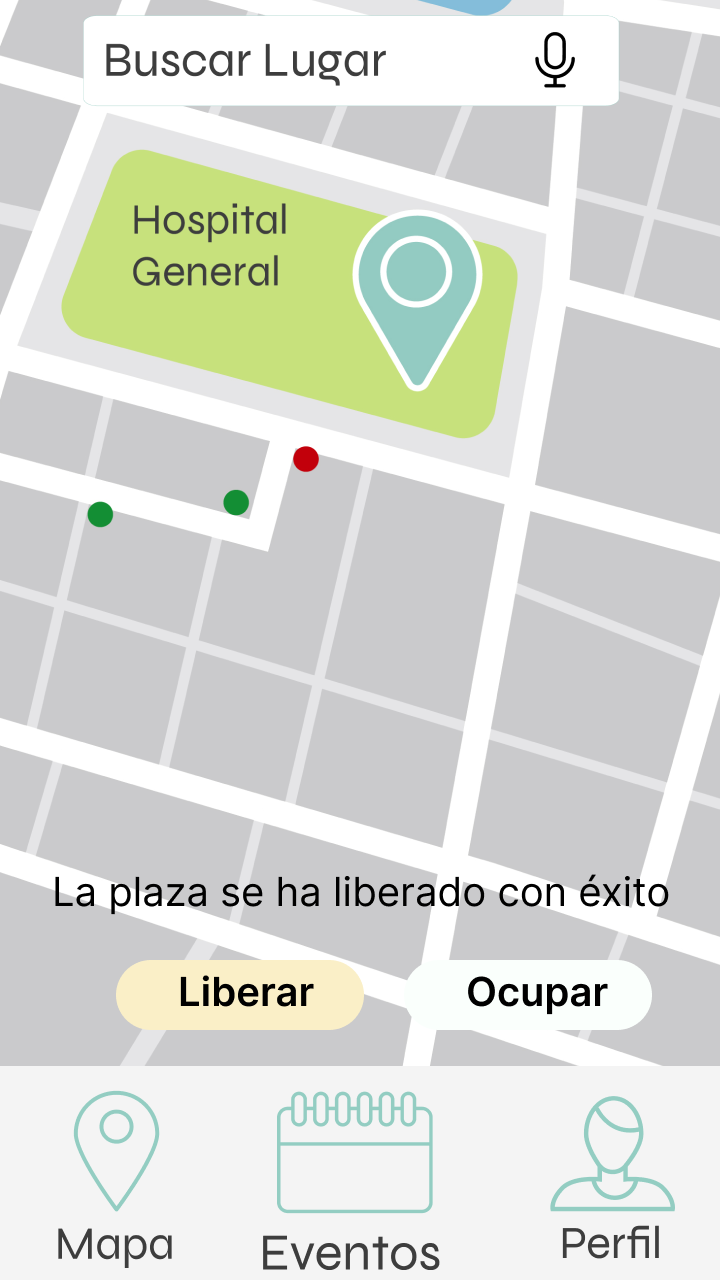 Buscar Lugar
Hospital
General
La plaza se ha liberado con éxito
Liberar
Ocupar
Mapa
Eventos
Perfil